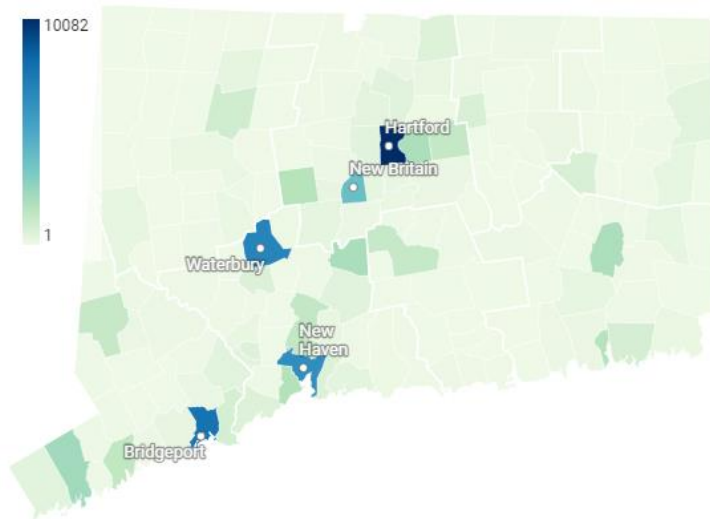 10082
1
Hartford
New Britain
Waterbury
New
Haven
Bridgeport